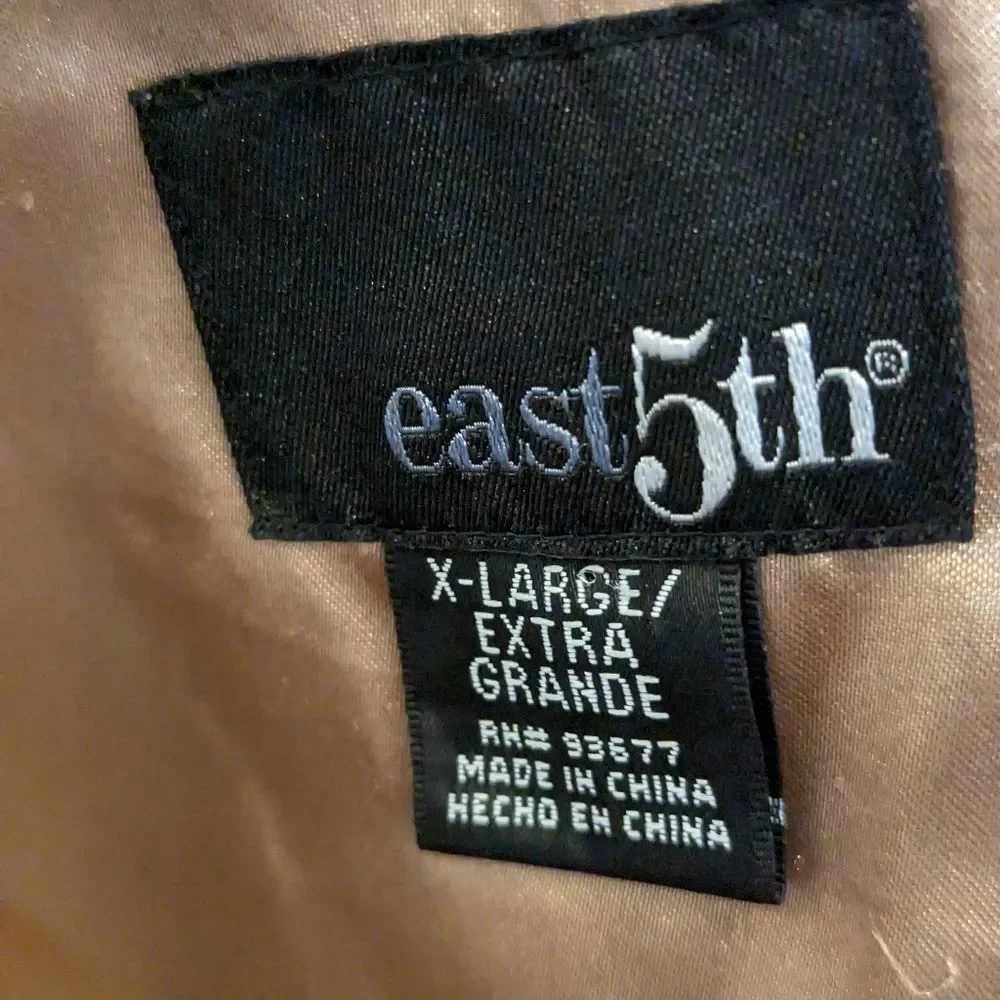 east5th®
X-LARGE/
EXTRA
GRANDE
RN# 93677
MADE IN CHINA
HECHO EN CHINA